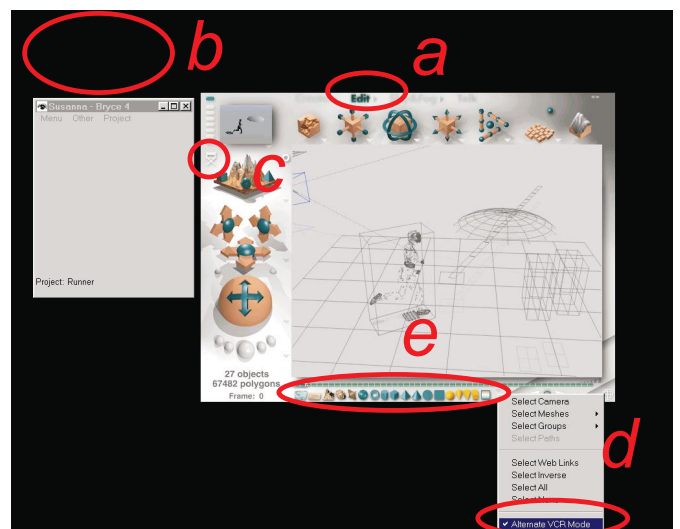 b
a
Susanna - Bryce 4
Edit
Menu Other Project
c
Project: Runner
e
27 objects
67482 polygons
Frame: 0
Select Camera
Select Meshes
Select Groups
Select Paths
d
Select Web Links
Select Inverse
Select All
Alternate VCR Mode